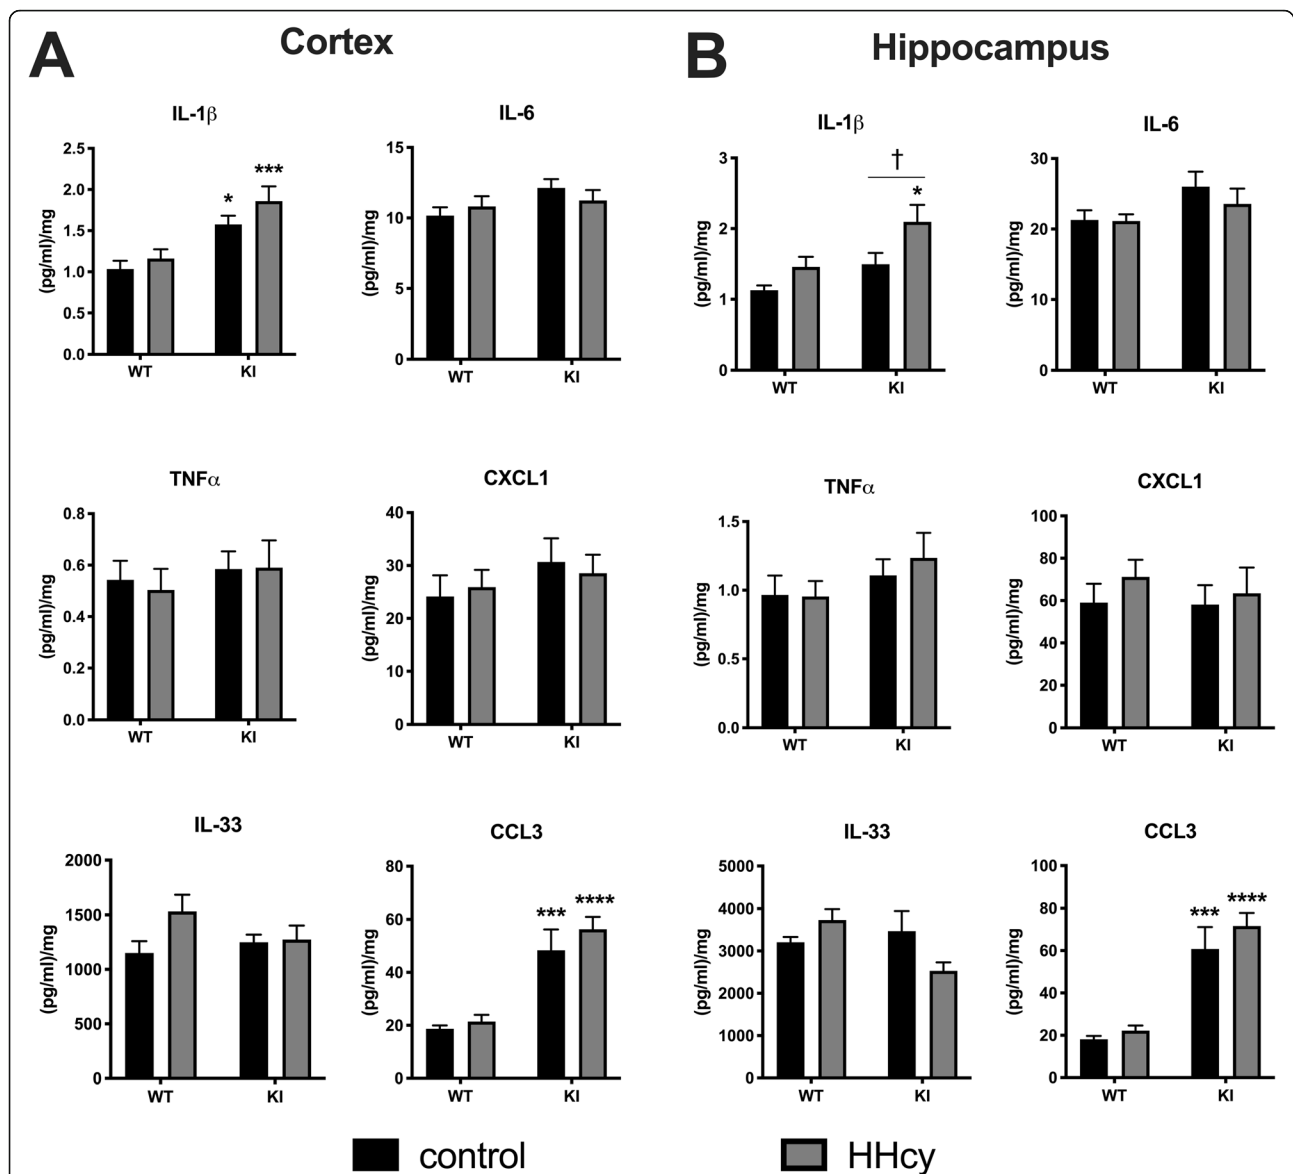 A Cortex
IL-1β
(pg/ml)/mg
2.5
2.0
1.5
1.0
0.5
0.0
*
***
WT KI
IL-6
(pg/ml)/mg
15
10
5
0
WT KI
TNFα
(pg/ml)/mg
0.8
0.6
0.4
0.2
0.0
WT KI
CXCL1
(pg/ml)/mg
40
30
20
10
0
WT KI
IL-33
(pg/ml)/mg
2000
1500
1000
500
0
WT KI
CCL3
(pg/ml)/mg
80
60
40
20
0
*** ****
WT KI
B Hippocampus
IL-1β
(pg/ml)/mg
3
2
1
0
†
*
WT KI
IL-6
(pg/ml)/mg
30
20
10
0
WT KI
TNFα
(pg/ml)/mg
1.5
1.0
0.5
0.0
WT KI
CXCL1
(pg/ml)/mg
100
80
60
40
20
0
WT KI
IL-33
(pg/ml)/mg
5000
4000
3000
2000
1000
0
WT KI
CCL3
(pg/ml)/mg
100
80
60
40
20
0
*** ****
WT KI
control HHcy